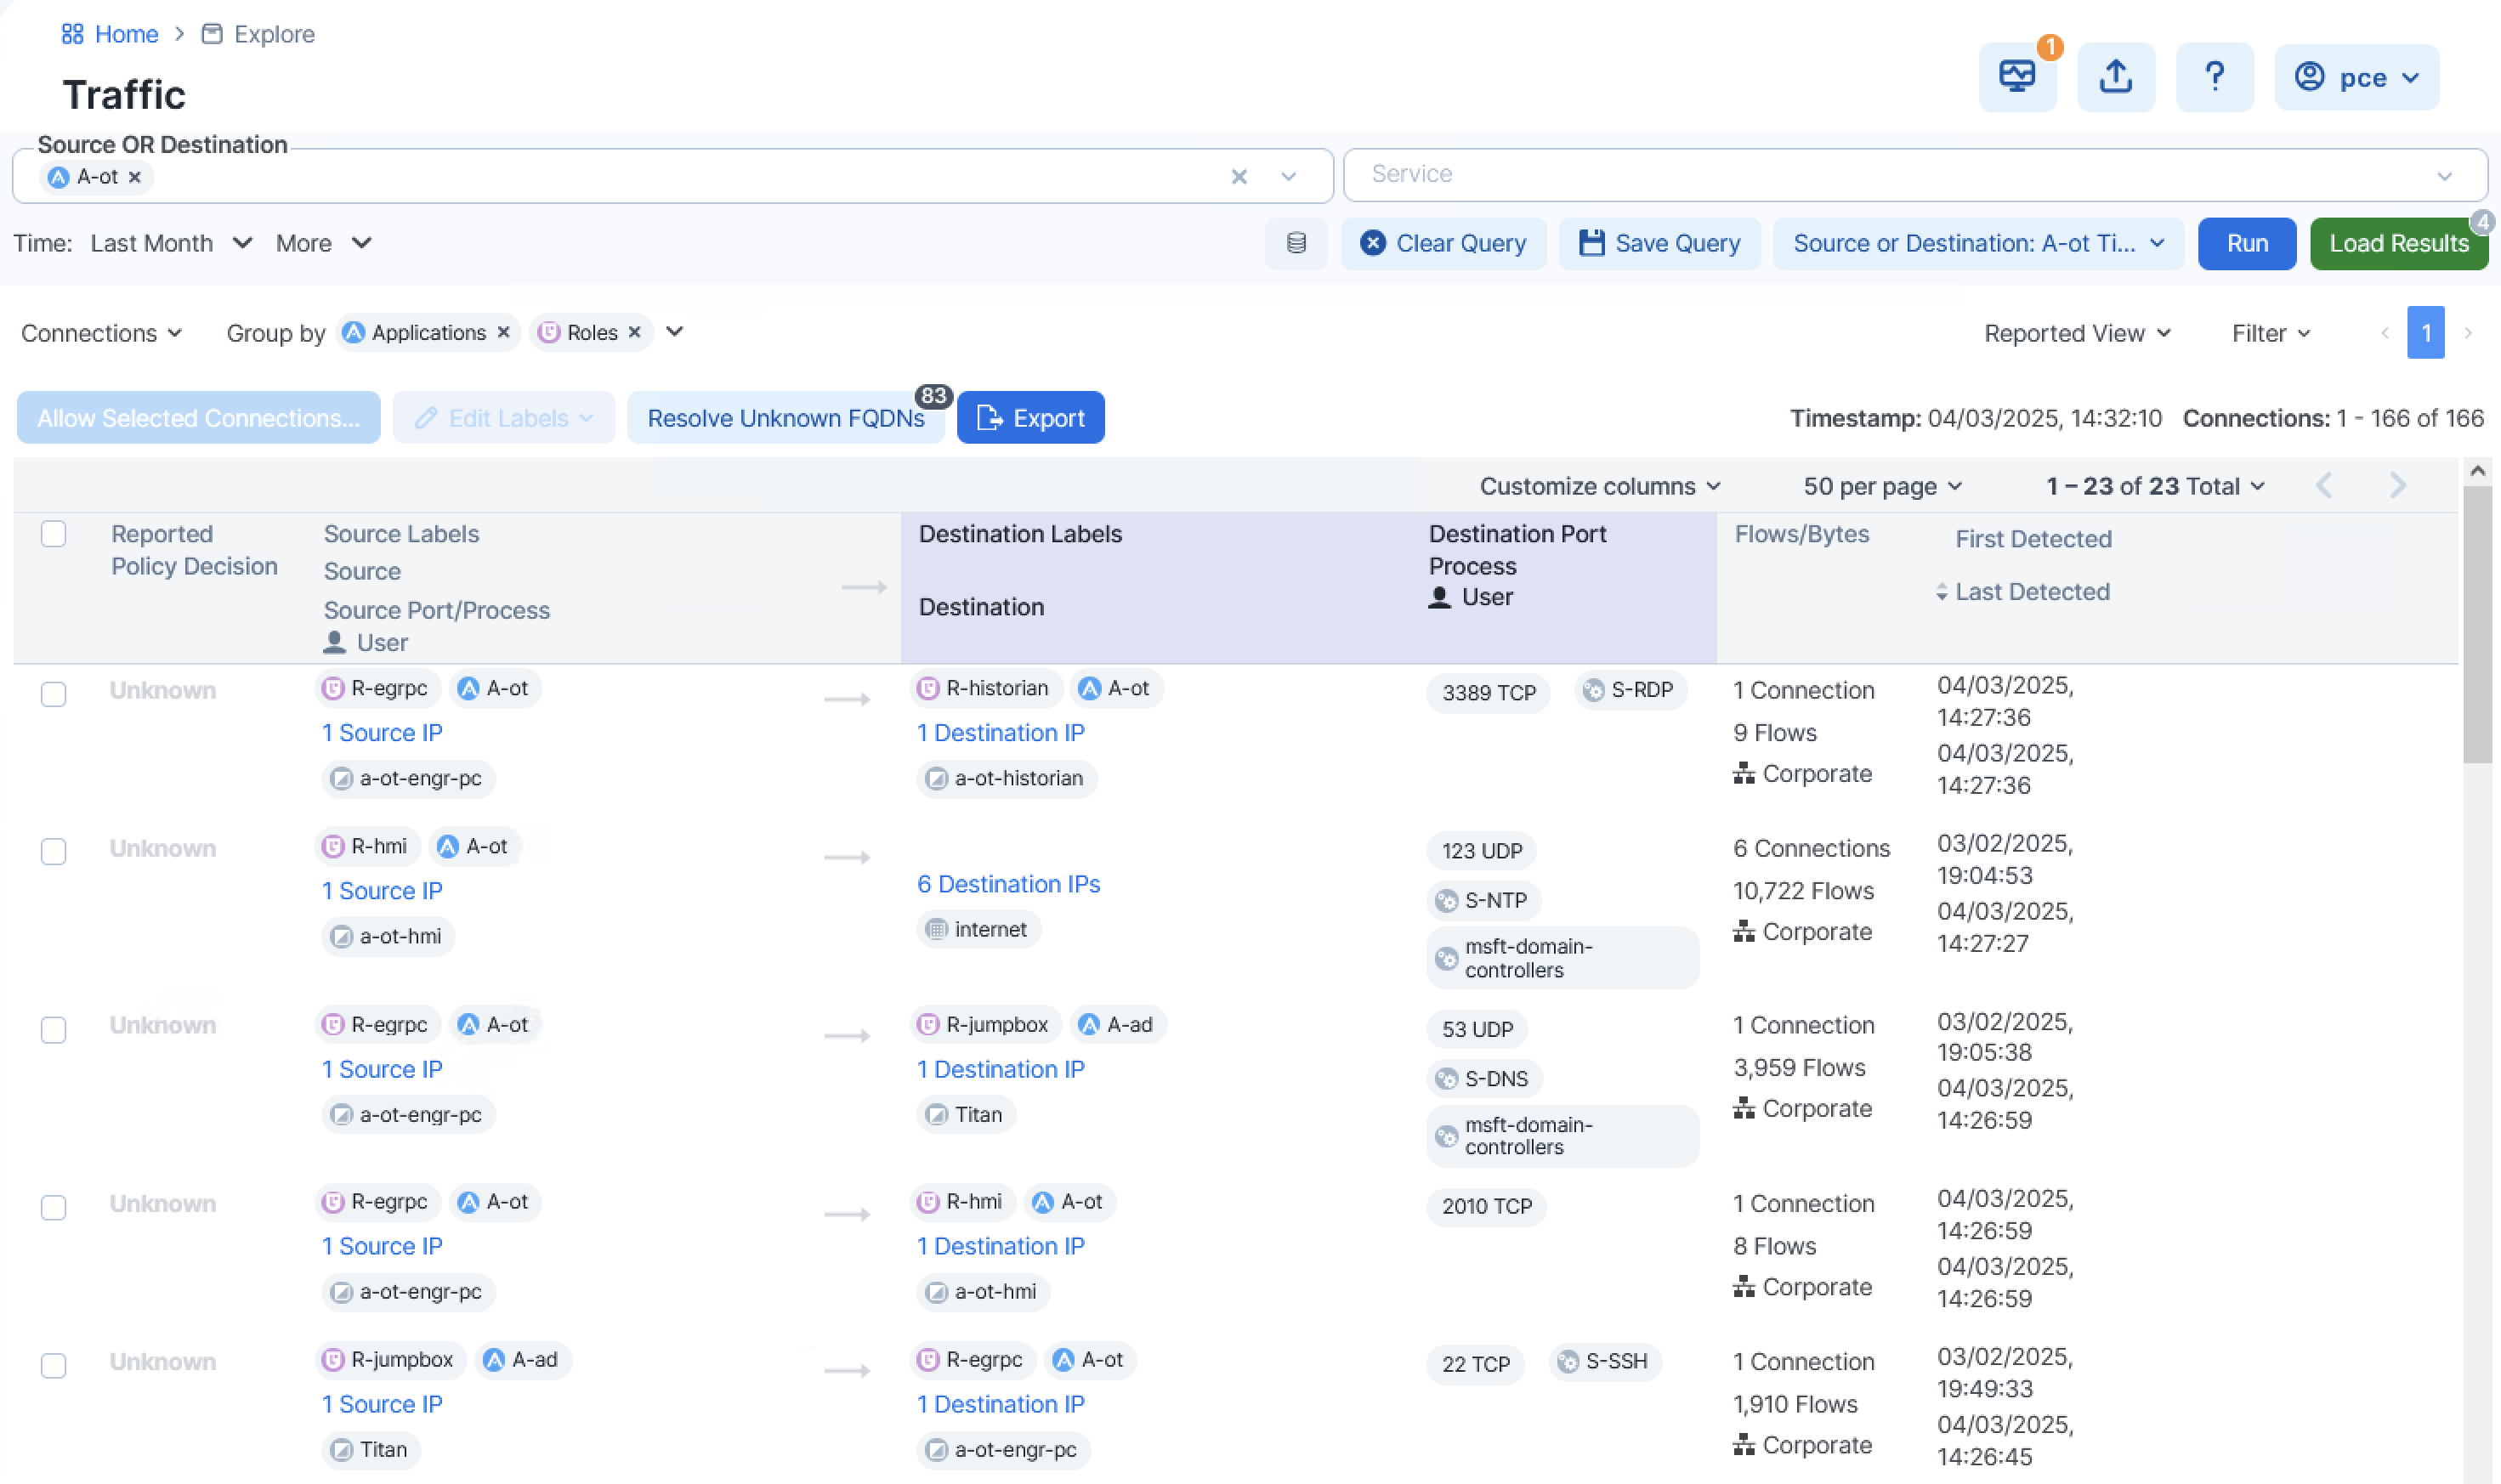 Home > Explore
Traffic
1
? pce
Source OR Destination
A-ot ×
Service
Time: Last Month More
Clear Query Save Query Source or Destination: A-ot Ti... Run Load Results 4
Connections Group by Applications × Roles × Reported View Filter < 1 >
Allow Selected Connections... Edit Labels Resolve Unknown FQDNs 83 Export Timestamp: 04/03/2025, 14:32:10 Connections: 1 - 166 of 166
Customize columns 50 per page 1 – 23 of 23 Total
Reported
Policy Decision
Source Labels
Source
Source Port/Process
User
Destination Labels
Destination
Destination Port
Process
User
Flows/Bytes
First Detected
Last Detected
Unknown
R-egrpc A-ot
1 Source IP
a-ot-engr-pc
R-historian A-ot
1 Destination IP
a-ot-historian
3389 TCP S-RDP
1 Connection
9 Flows
Corporate
04/03/2025,
14:27:36
04/03/2025,
14:27:36
Unknown
R-hmi A-ot
1 Source IP
a-ot-hmi
6 Destination IPs
internet
123 UDP
S-NTP
msft-domain-
controllers
6 Connections
10,722 Flows
Corporate
03/02/2025,
19:04:53
04/03/2025,
14:27:27
Unknown
R-egrpc A-ot
1 Source IP
a-ot-engr-pc
R-jumpbox A-ad
1 Destination IP
Titan
53 UDP
S-DNS
msft-domain-
controllers
1 Connection
3,959 Flows
Corporate
03/02/2025,
19:05:38
04/03/2025,
14:26:59
Unknown
R-egrpc A-ot
1 Source IP
a-ot-engr-pc
R-hmi A-ot
1 Destination IP
a-ot-hmi
2010 TCP
1 Connection
8 Flows
Corporate
04/03/2025,
14:26:59
04/03/2025,
14:26:59
Unknown
R-jumpbox A-ad
1 Source IP
Titan
R-egrpc A-ot
1 Destination IP
a-ot-engr-pc
22 TCP S-SSH
1 Connection
1,910 Flows
Corporate
03/02/2025,
19:49:33
04/03/2025,
14:26:45